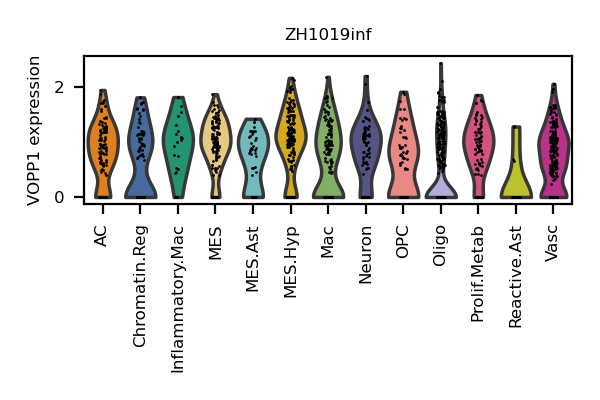 ZH1019inf
VOPP1 expression
2
0
AC
Chromatin.Reg
Inflammatory.Mac
MES
MES.Ast
MES.Hyp
Mac
Neuron
OPC
Oligo
Prolif.Metab
Reactive.Ast
Vasc